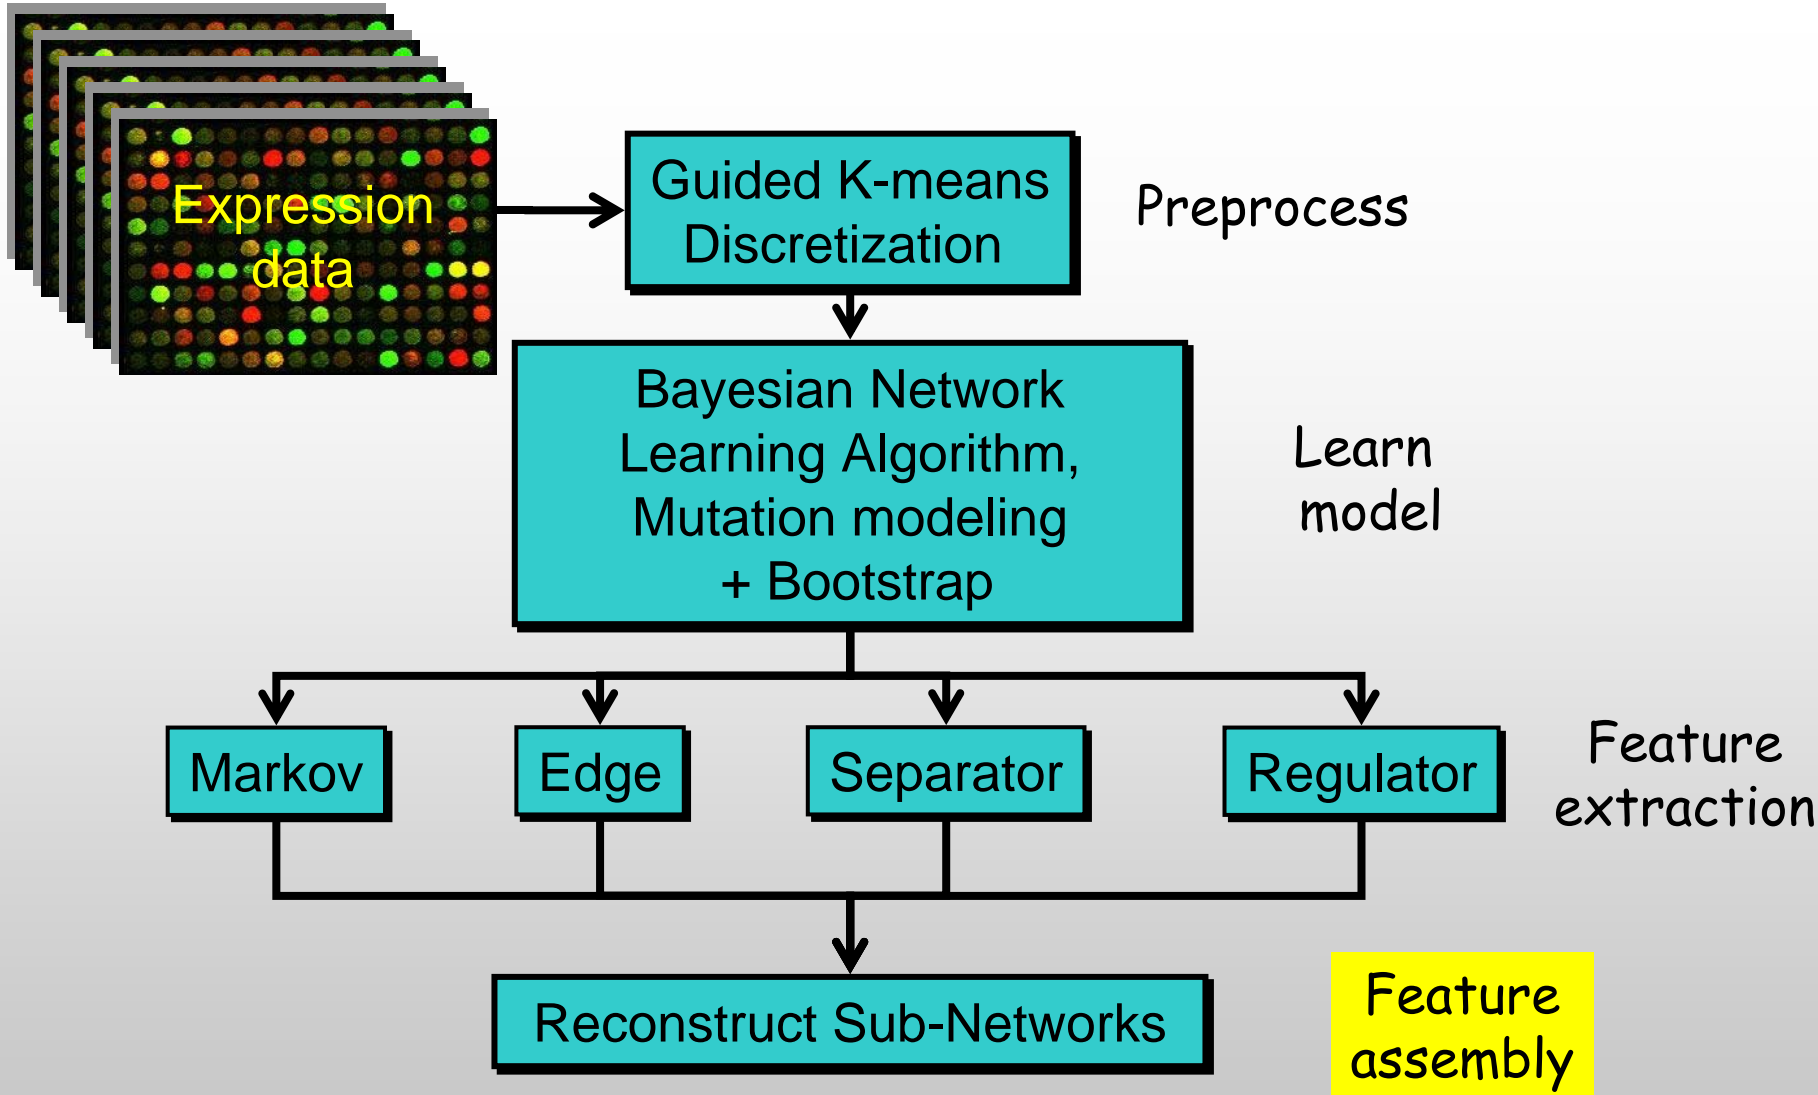 Expression
data
Guided K-means
Discretization
Preprocess
Bayesian Network
Learning Algorithm,
Mutation modeling
+ Bootstrap
Learn
model
Markov
Edge
Separator
Regulator
Feature
extraction
Reconstruct Sub-Networks
Feature
assembly